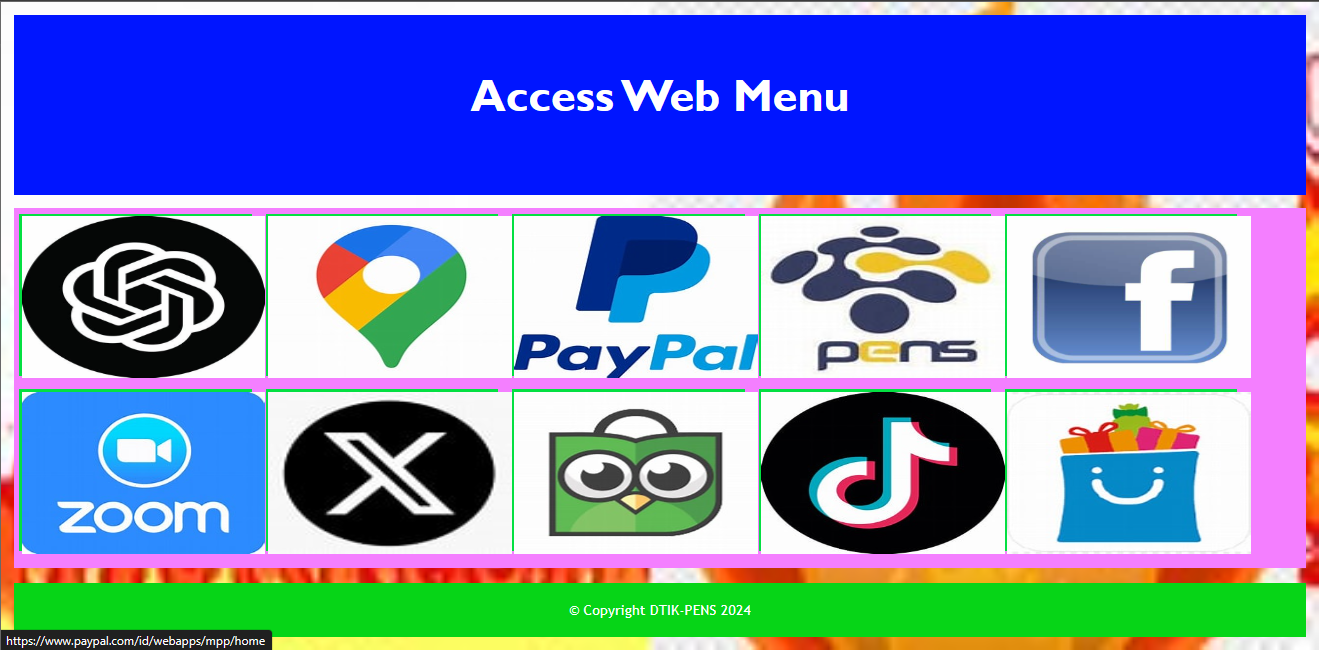 Access Web Menu
PayPal
pens
f
zoom
X
© Copyright DTIK-PENS 2024
https://www.paypal.com/id/webapps/mpp/home